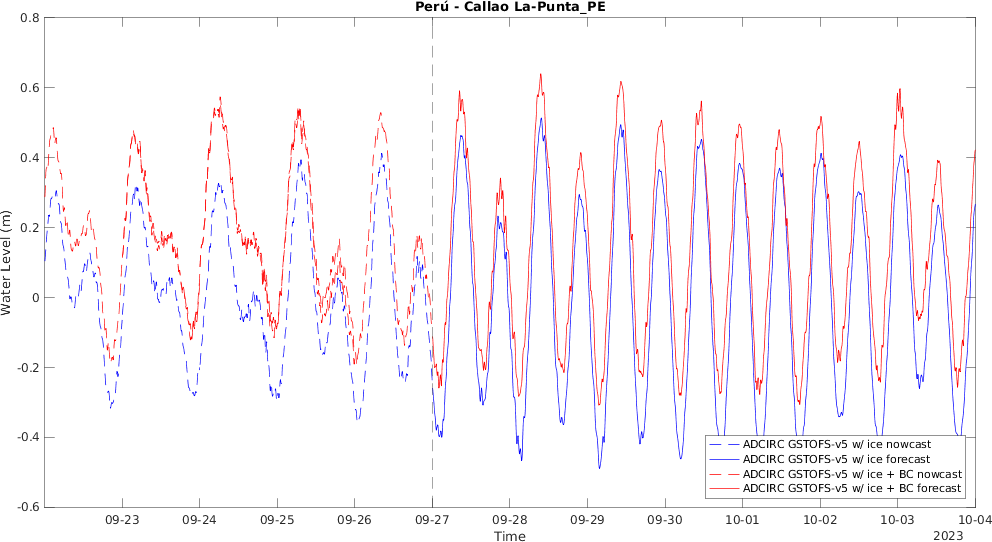 Perú - Callao La-Punta_PE
0.8
0.6
0.4
0.2
0
-0.2
-0.4
-0.6
Water Level (m)
ADCIRC GSTOFS-v5 w/ ice nowcast
ADCIRC GSTOFS-v5 w/ ice forecast
ADCIRC GSTOFS-v5 w/ ice + BC nowcast
ADCIRC GSTOFS-v5 w/ ice + BC forecast
09-23 09-24 09-25 09-26 09-27 09-28 09-29 09-30 10-01 10-02 10-03 10-04
Time
2023